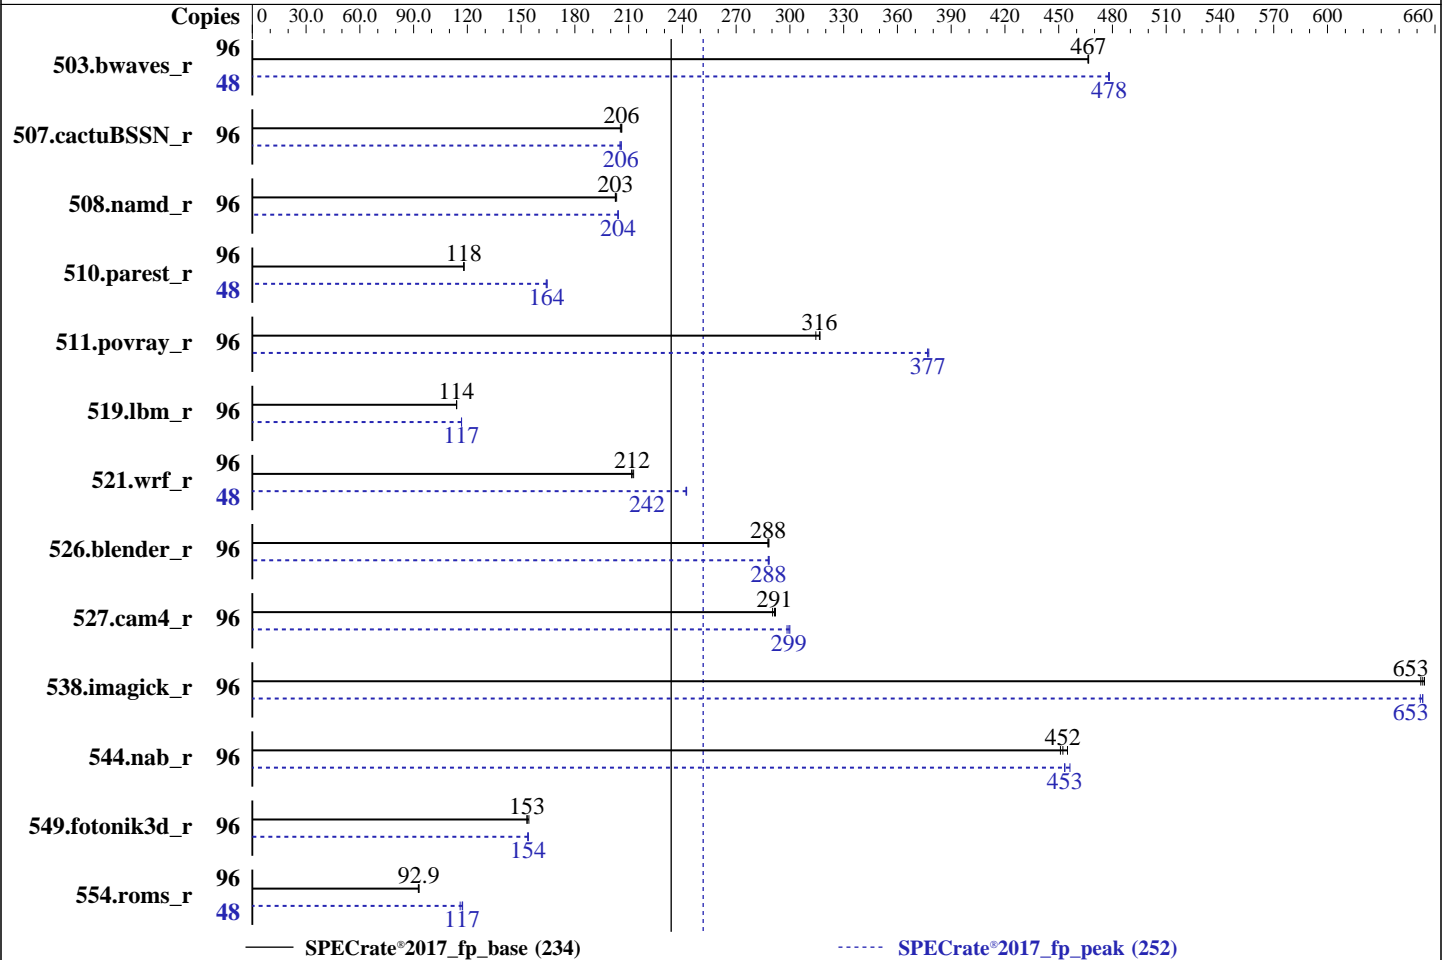 Copies 0 30.0 60.0 90.0 120 150 180 210 240 270 300 330 360 390 420 450 480 510 540 570 600 660
503.bwaves_r 96 467
48 478
507.cactuBSSN_r 96 206
206
508.namd_r 96 203
204
510.parest_r 96 118
48 164
511.povray_r 96 316
377
519.lbm_r 96 114
117
521.wrf_r 96 212
48 242
526.blender_r 96 288
288
527.cam4_r 96 291
299
538.imagick_r 96 653
653
544.nab_r 96 452
453
549.fotonik3d_r 96 153
154
554.roms_r 96 92.9
48 117
SPECrate®2017_fp_base (234) SPECrate®2017_fp_peak (252)